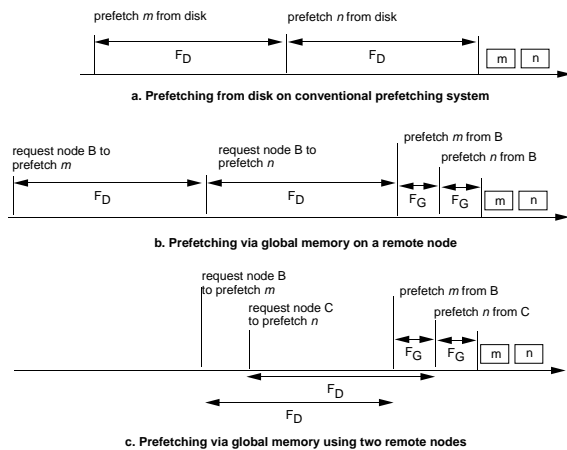 prefetch m from disk
prefetch n from disk
F_D
F_D
m
n
a. Prefetching from disk on conventional prefetching system
request node B to
prefetch m
request node B to
prefetch n
prefetch m from B
prefetch n from B
F_D
F_D
F_G
F_G
m
n
b. Prefetching via global memory on a remote node
request node B
to prefetch m
request node C
to prefetch n
prefetch m from B
prefetch n from C
F_G
F_G
m
n
F_D
F_D
c. Prefetching via global memory using two remote nodes